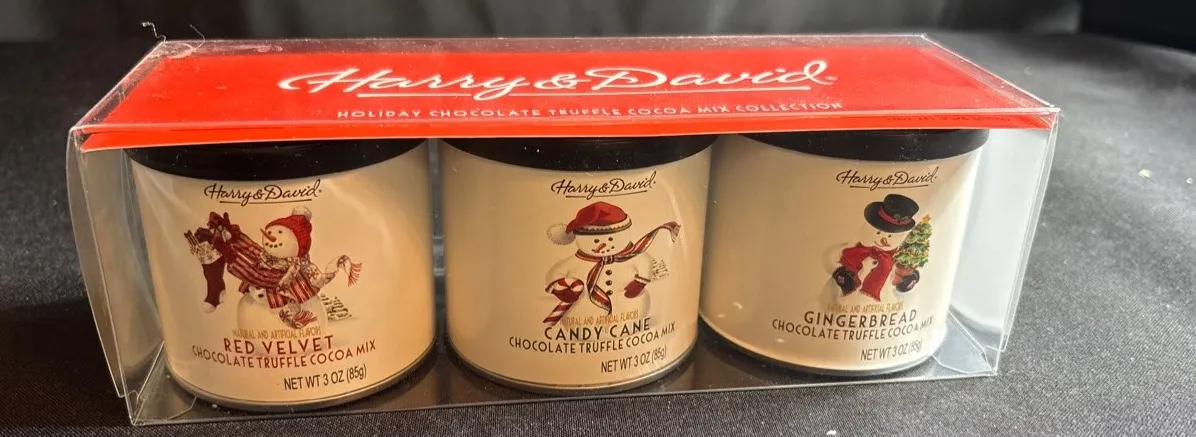 Harry & David
HOLIDAY CHOCOLATE TRUFFLE COCOA MIX COLLECTION
Harry & David
NATURAL AND ARTIFICIAL FLAVORS
RED VELVET
CHOCOLATE TRUFFLE COCOA MIX
NET WT 3 OZ (85g)
Harry & David
NATURAL AND ARTIFICIAL FLAVORS
CANDY CANE
CHOCOLATE TRUFFLE COCOA MIX
NET WT 3 OZ (85g)
Harry & David
NATURAL AND ARTIFICIAL FLAVORS
GINGERBREAD
CHOCOLATE TRUFFLE COCOA MIX
NET WT 3 OZ (85g)